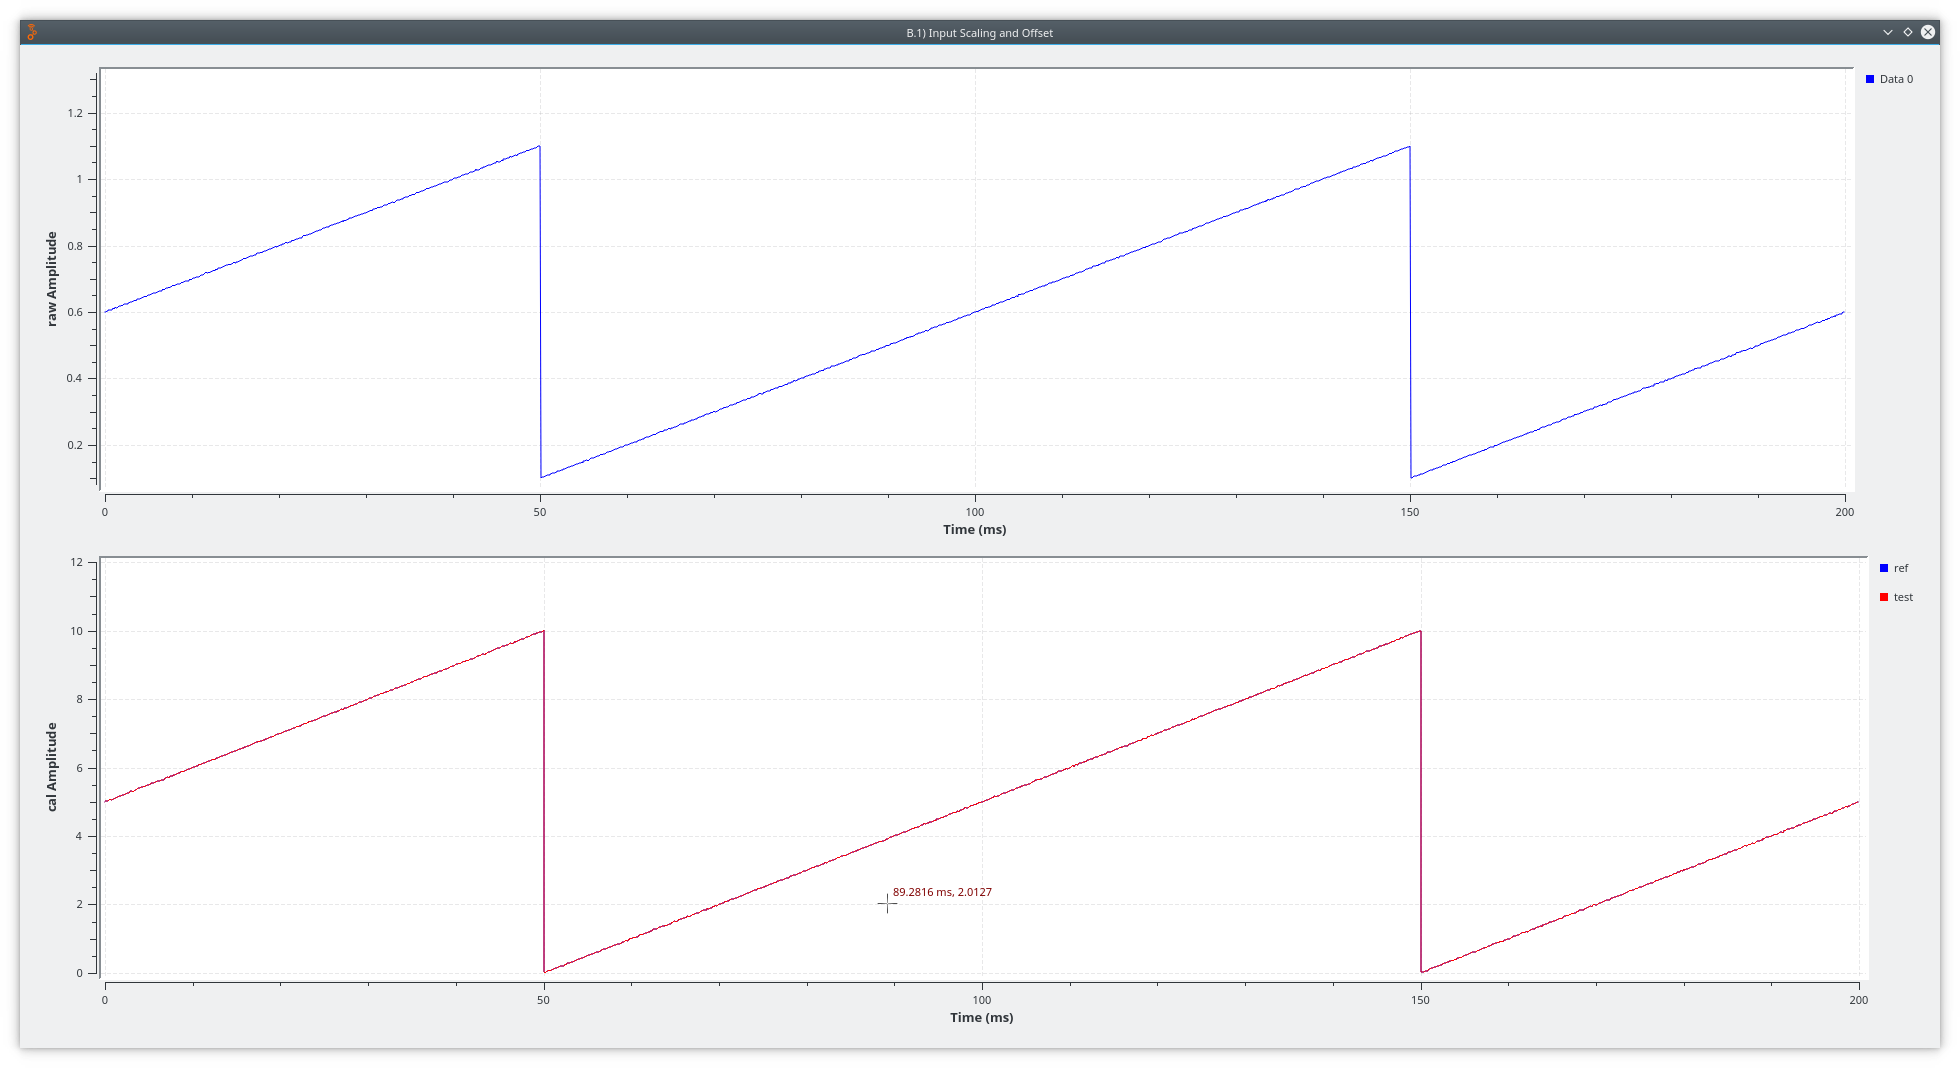 B.1) Input Scaling and Offset
Data 0
raw Amplitude
1.2
1
0.8
0.6
0.4
0.2
0 50 100 150 200
Time (ms)
ref
test
cal Amplitude
12
10
8
6
4
2
0
89.2816 ms, 2.0127
0 50 100 150 200
Time (ms)